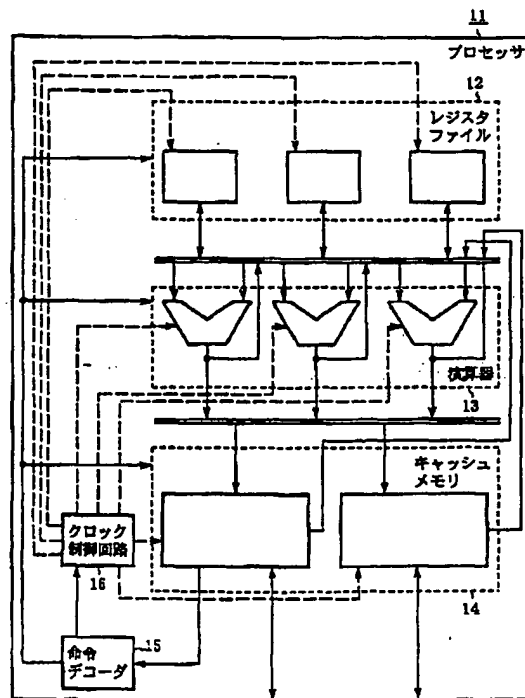 11
プロセッサ
12
レジスタ
ファイル
演算器
13
キャッシュ
メモリ
クロック
制御回路
16
14
15
命令
デコーダ